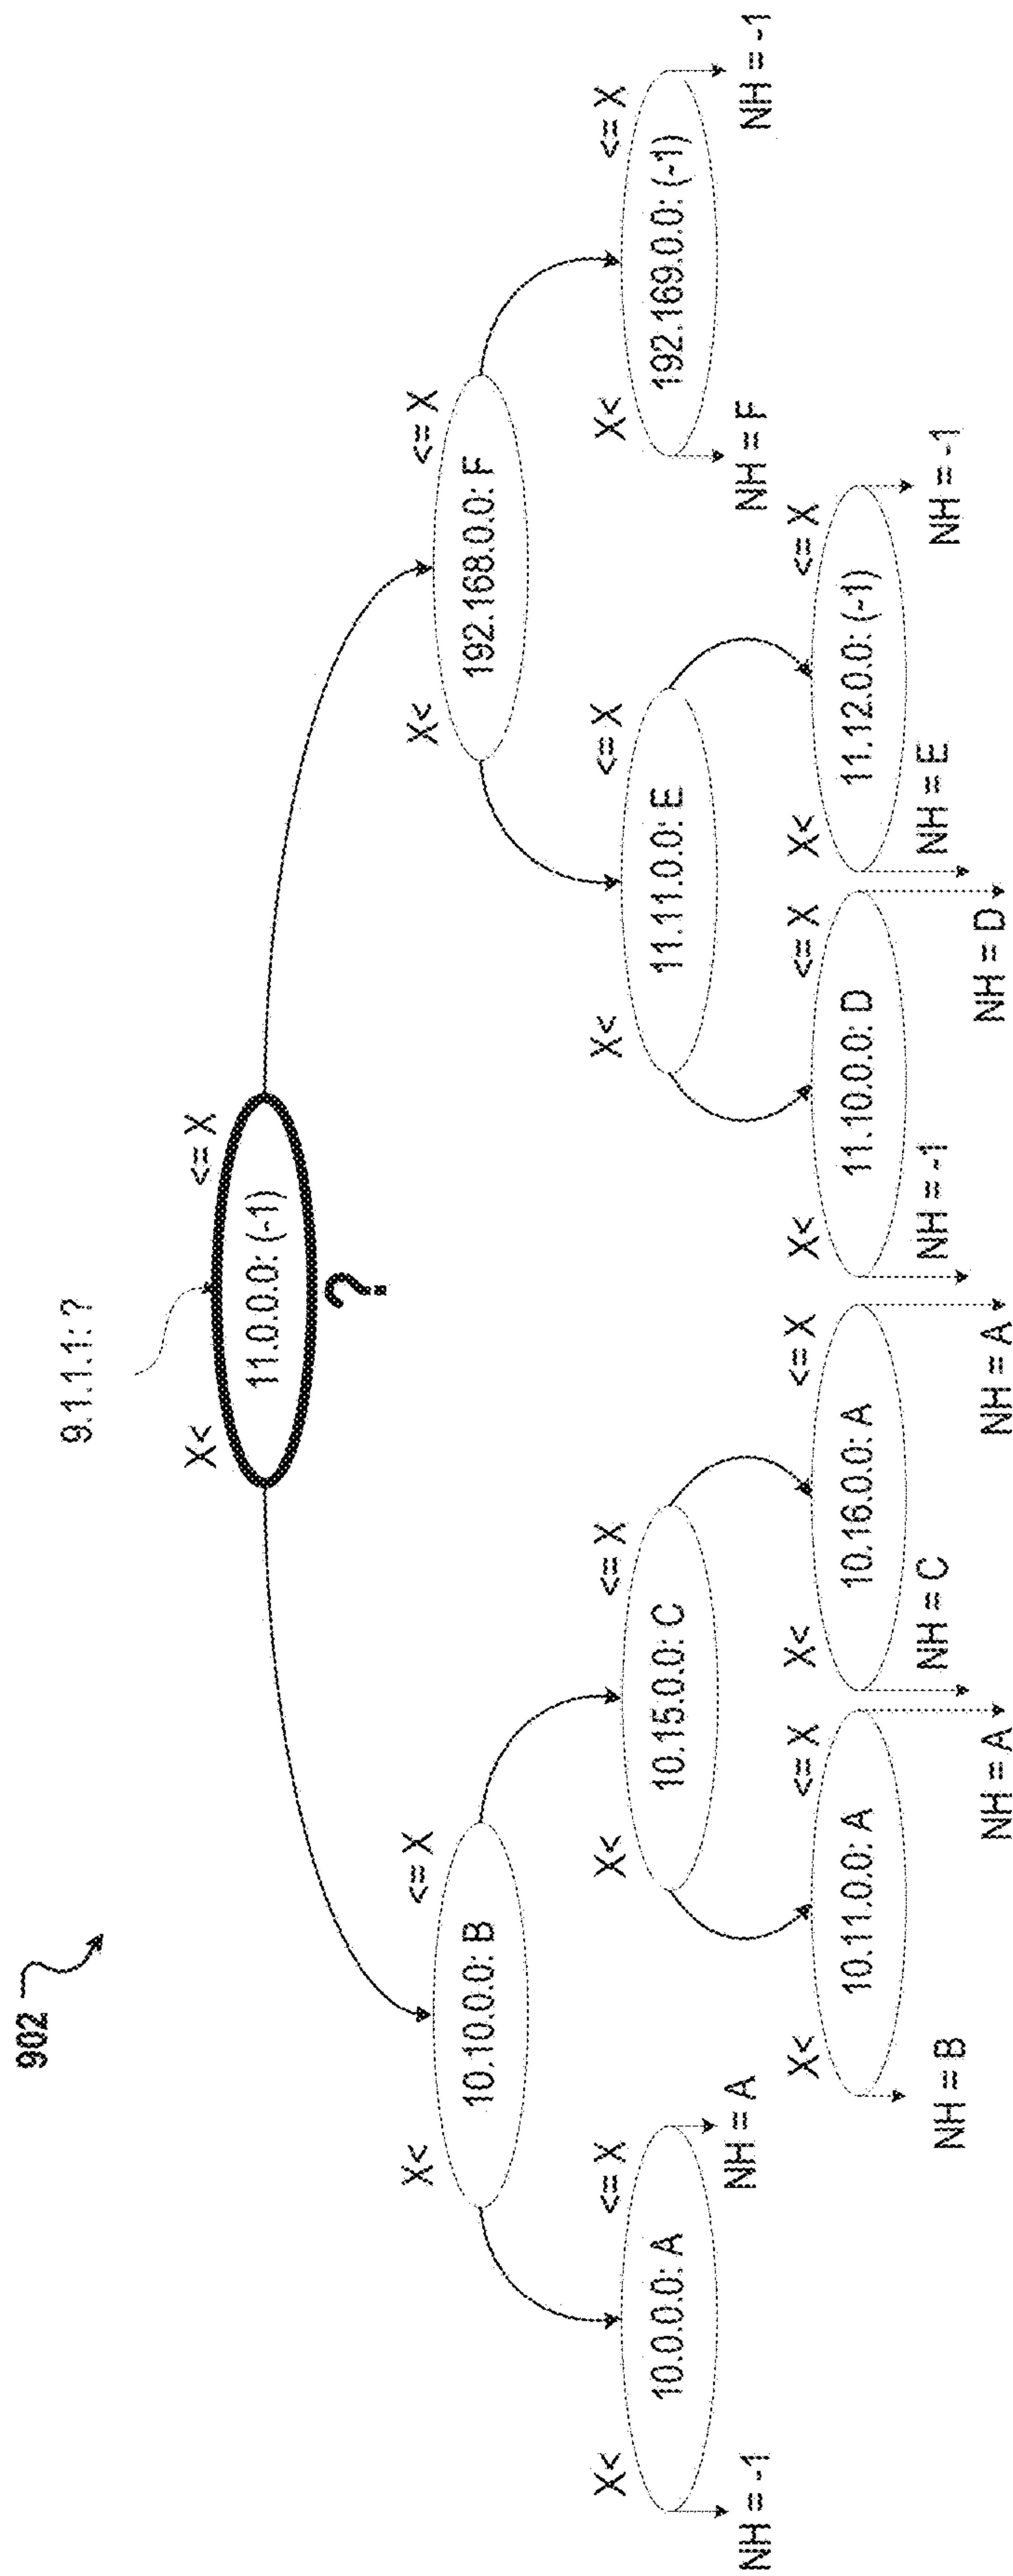 902
9.1.1.1: ?
X<
<= X
11.0.0.0: (-1)
?
X<
<= X
10.10.0.0: B
X<
<= X
192.168.0.0: F
X<
<= X
10.0.0.0: A
NH = -1
NH = A
X<
<= X
10.15.0.0: C
X<
<= X
11.11.0.0: E
X<
<= X
192.169.0.0: (-1)
NH = F
NH = -1
X<
<= X
10.11.0.0: A
NH = B
NH = A
X<
<= X
10.16.0.0: A
NH = C
NH = A
X<
<= X
11.10.0.0: D
NH = -1
NH = D
X<
<= X
11.12.0.0: (-1)
NH = E
NH = -1